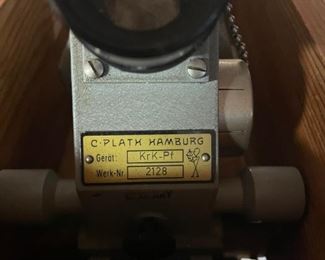 C·PLATH HAMBURG
Gerät: KrK-Pf
Werk-Nr. 2128